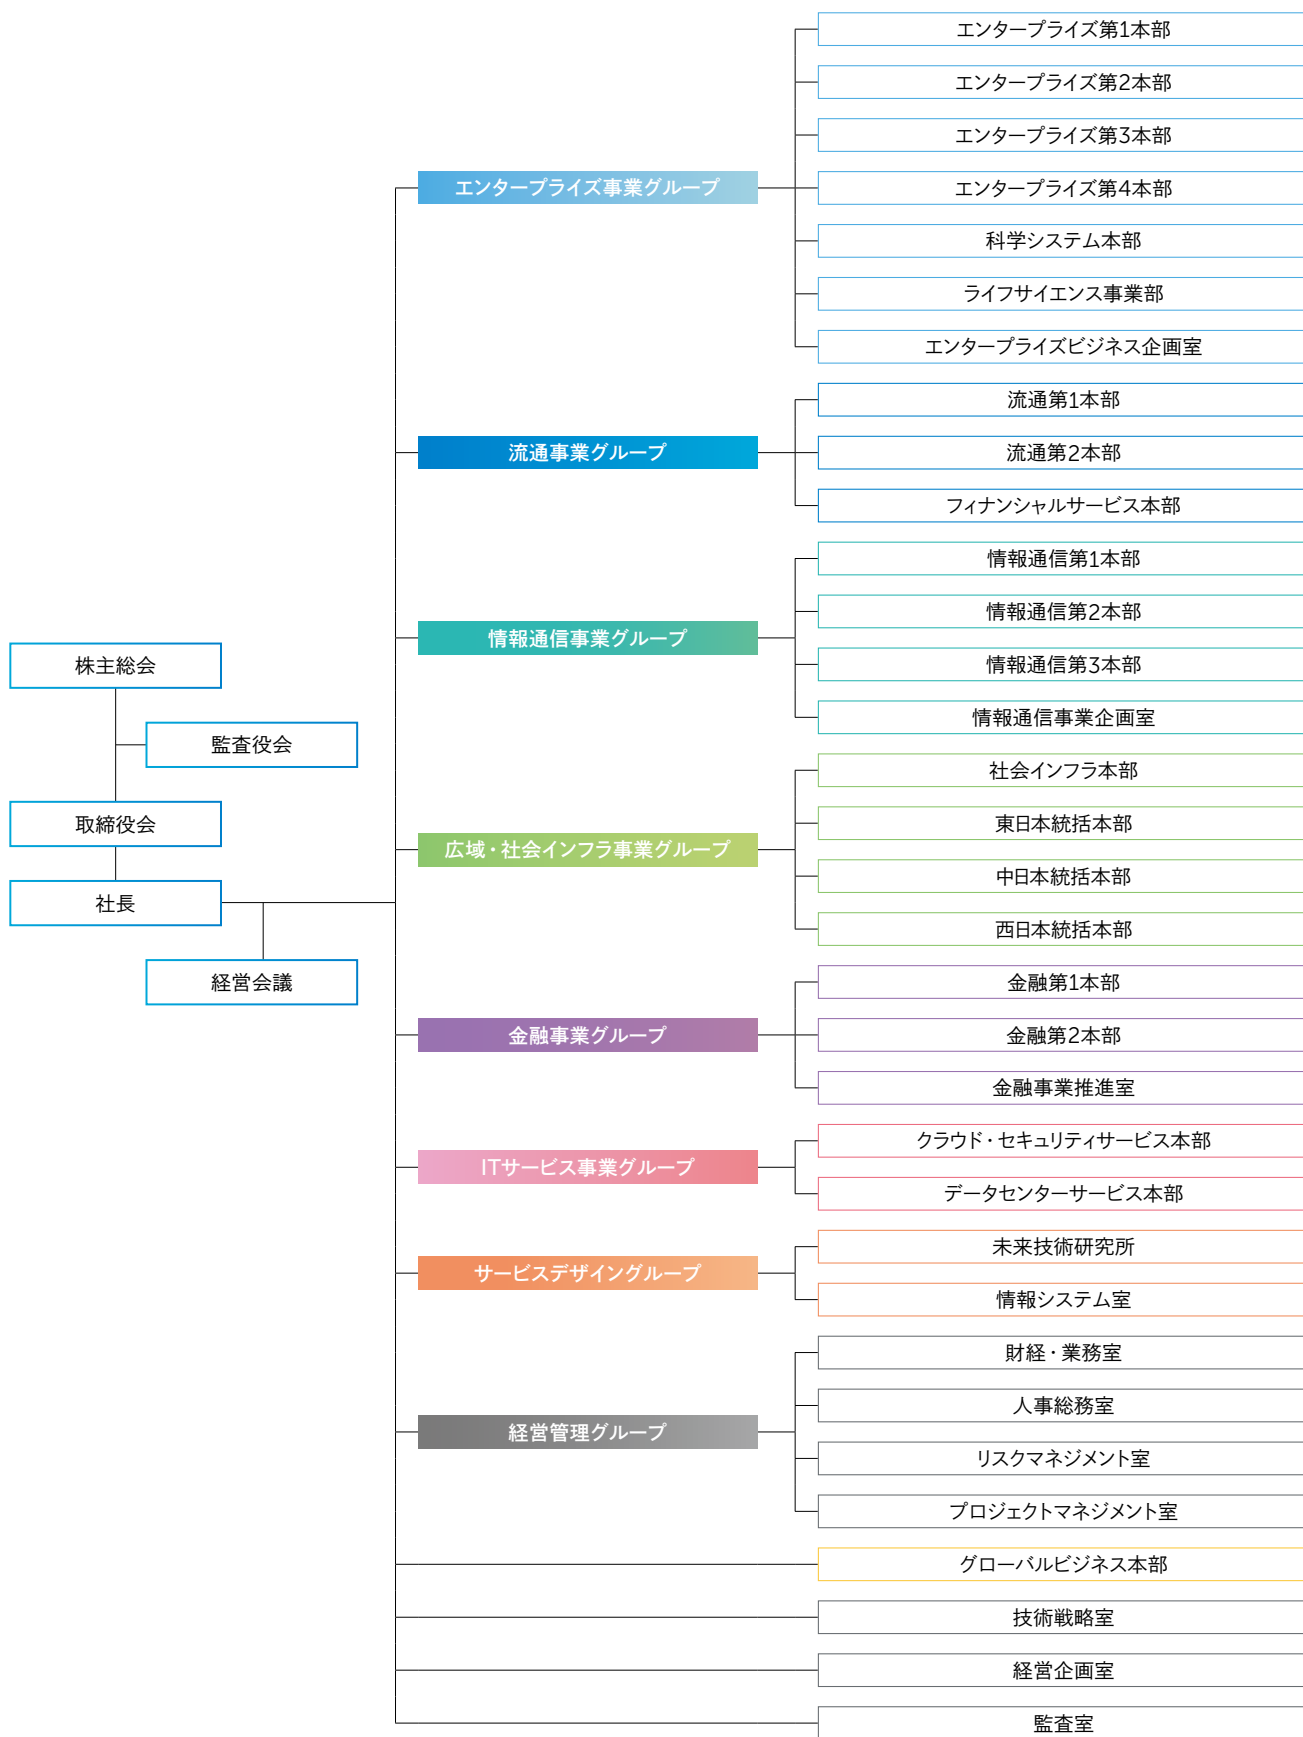 株主総会
監査役会
取締役会
社長
経営会議
エンタープライズ事業グループ
エンタープライズ第1本部
エンタープライズ第2本部
エンタープライズ第3本部
エンタープライズ第4本部
科学システム本部
ライフサイエンス事業部
エンタープライズビジネス企画室
流通事業グループ
流通第1本部
流通第2本部
フィナンシャルサービス本部
情報通信事業グループ
情報通信第1本部
情報通信第2本部
情報通信第3本部
情報通信事業企画室
広域・社会インフラ事業グループ
社会インフラ本部
東日本統括本部
中日本統括本部
西日本統括本部
金融事業グループ
金融第1本部
金融第2本部
金融事業推進室
ITサービス事業グループ
クラウド・セキュリティサービス本部
データセンターサービス本部
サービスデザイングループ
未来技術研究所
情報システム室
経営管理グループ
財経・業務室
人事総務室
リスクマネジメント室
プロジェクトマネジメント室
グローバルビジネス本部
技術戦略室
経営企画室
監査室